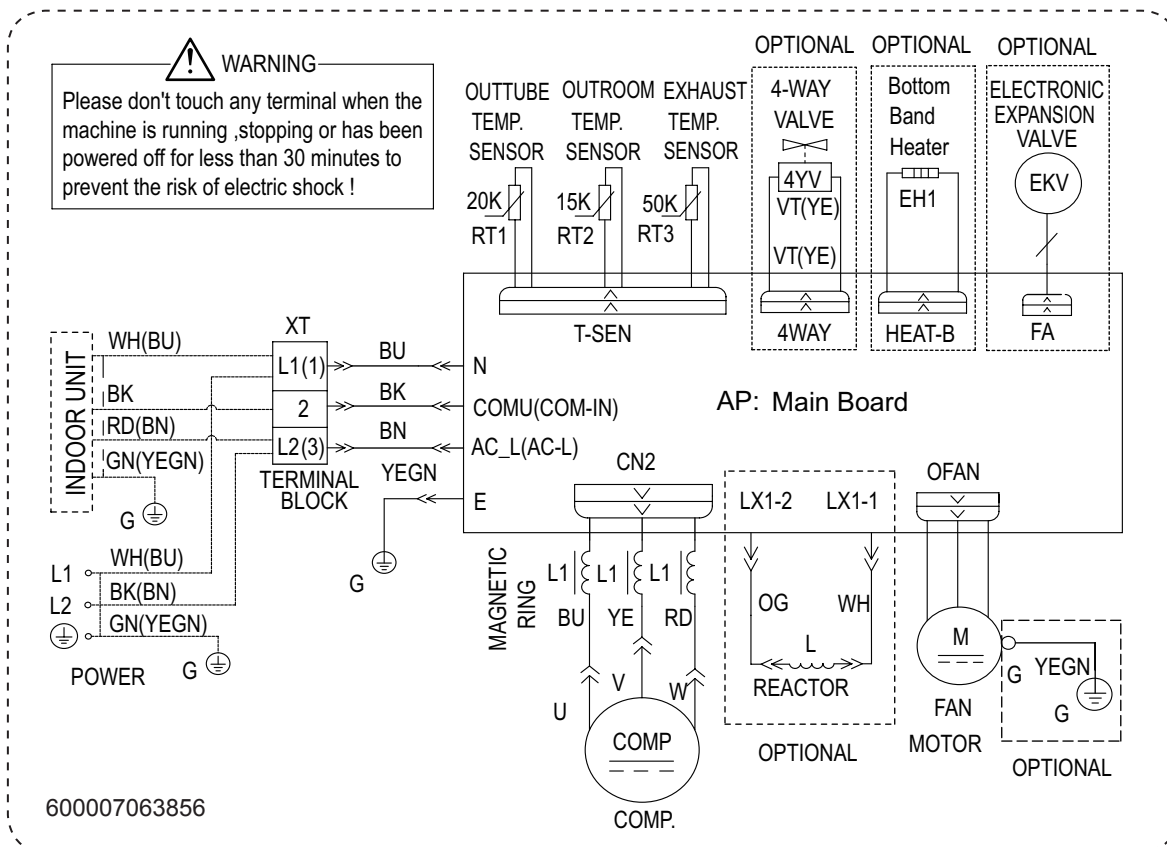 WARNING
Please don't touch any terminal when the
machine is running ,stopping or has been
powered off for less than 30 minutes to
prevent the risk of electric shock !
OUTTUBE
TEMP.
SENSOR
20K
RT1
OUTROOM
TEMP.
SENSOR
15K
RT2
EXHAUST
TEMP.
SENSOR
50K
RT3
T-SEN
OPTIONAL
4-WAY
VALVE
4YV
VT(YE)
VT(YE)
4WAY
OPTIONAL
Bottom
Band
Heater
EH1
HEAT-B
OPTIONAL
ELECTRONIC
EXPANSION
VALVE
EKV
FA
INDOOR UNIT
WH(BU)
BK
RD(BN)
GN(YEGN)
G
XT
L1(1)
2
L2(3)
TERMINAL
BLOCK
BU
BK
BN
YEGN
G
N
COMU(COM-IN)
AC_L(AC-L)
E
AP: Main Board
L1
L2
WH(BU)
BK(BN)
GN(YEGN)
G
POWER
CN2
MAGNETIC
RING
L1
L1
L1
BU
YE
RD
U
V
W
COMP
COMP.
LX1-2
LX1-1
OG
WH
L
REACTOR
OPTIONAL
OFAN
M
FAN
MOTOR
G
YEGN
G
OPTIONAL
600007063856